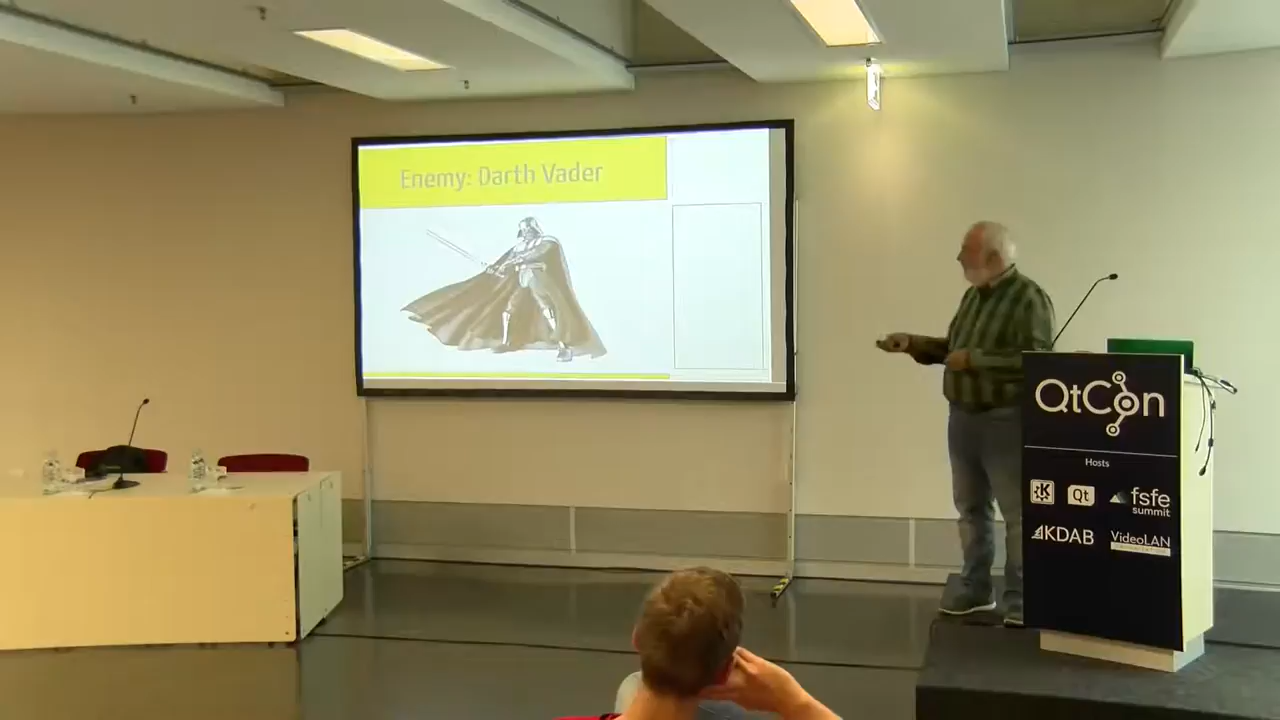 Enemy: Darth Vader
QtCon
Hosts
Qt
fsfe
summit
KDAB
VideoLAN